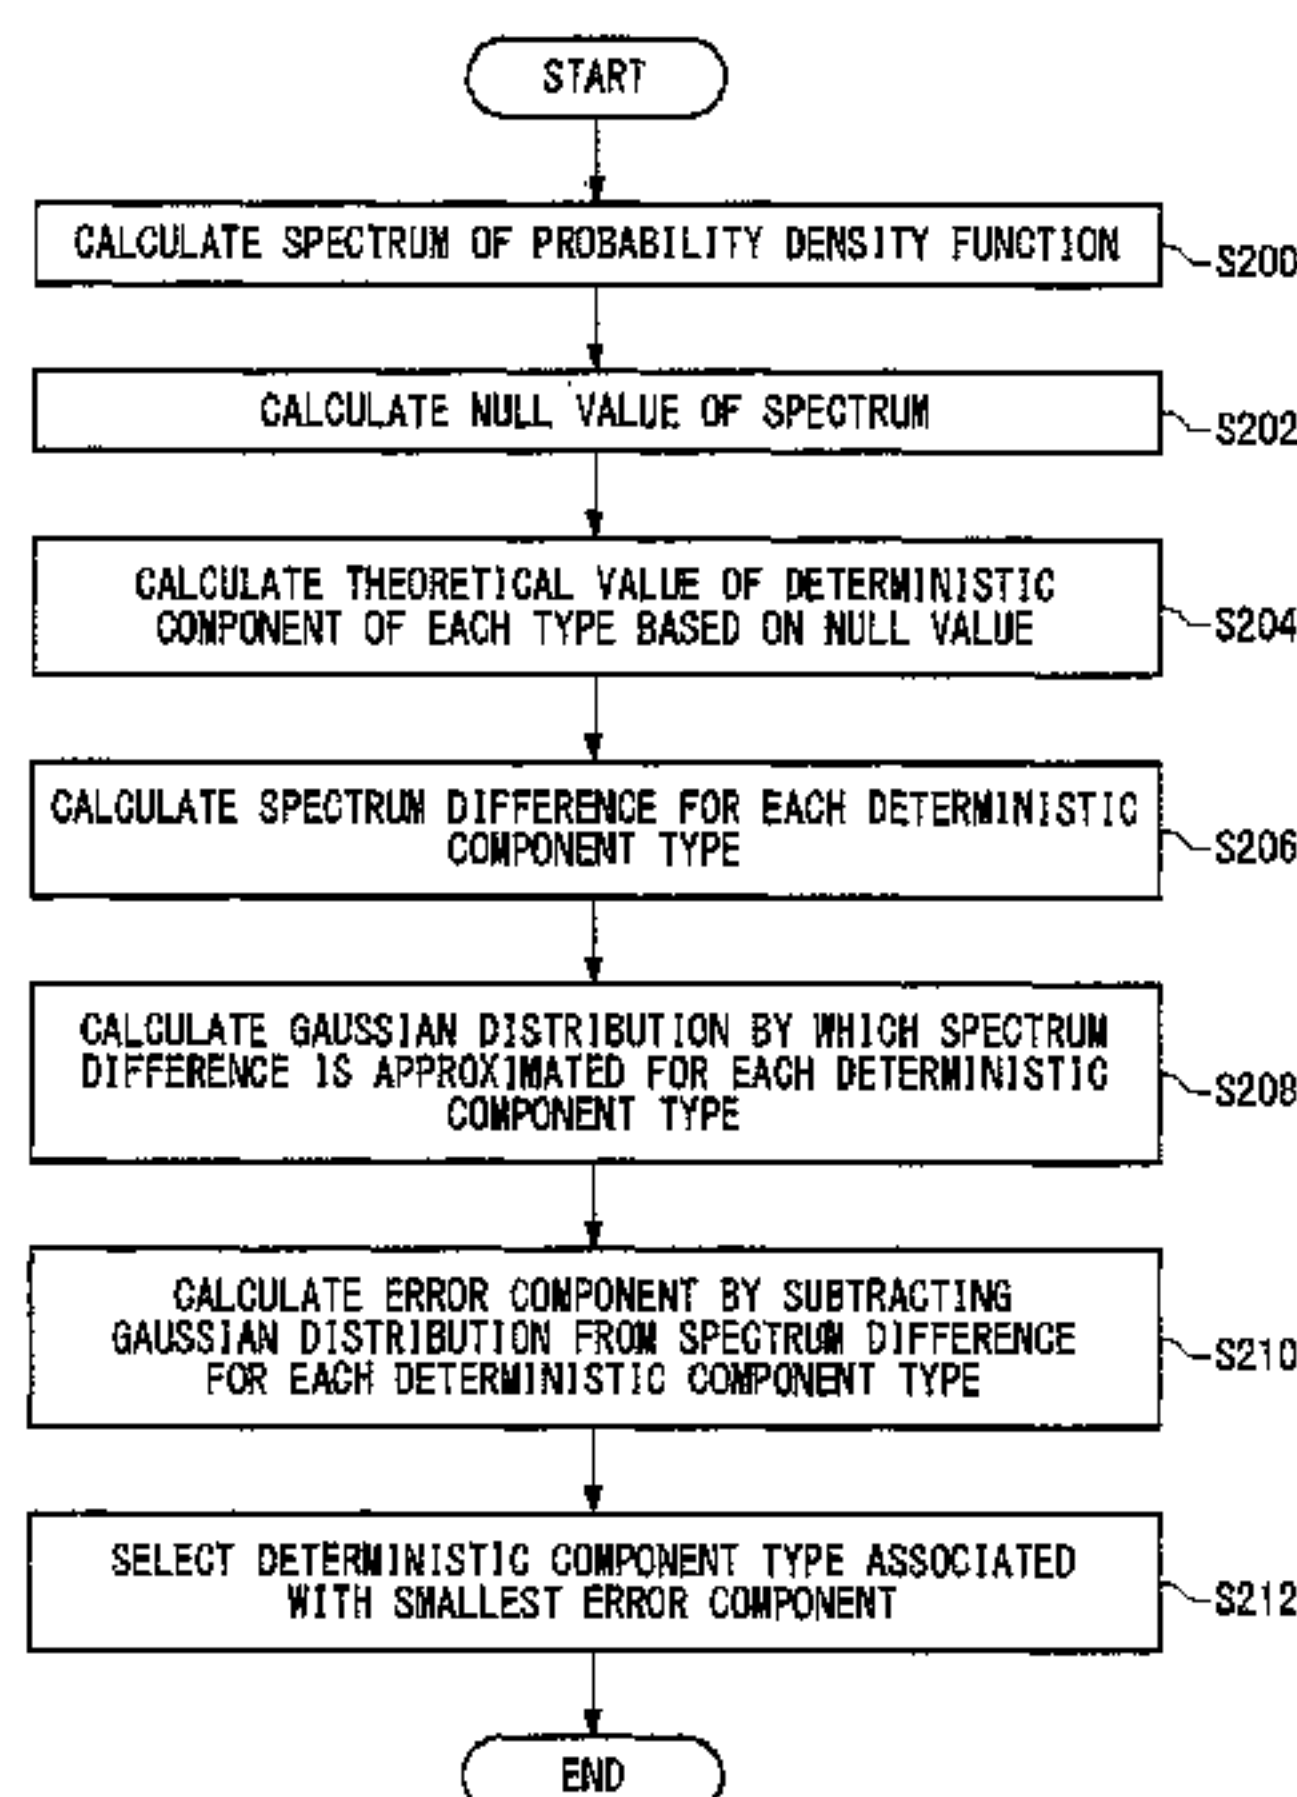 START
CALCULATE SPECTRUM OF PROBABILITY DENSITY FUNCTION
S200
CALCULATE NULL VALUE OF SPECTRUM
S202
CALCULATE THEORETICAL VALUE OF DETERMINISTIC
COMPONENT OF EACH TYPE BASED ON NULL VALUE
S204
CALCULATE SPECTRUM DIFFERENCE FOR EACH DETERMINISTIC
COMPONENT TYPE
S206
CALCULATE GAUSSIAN DISTRIBUTION BY WHICH SPECTRUM
DIFFERENCE IS APPROXIMATED FOR EACH DETERMINISTIC
COMPONENT TYPE
S208
CALCULATE ERROR COMPONENT BY SUBTRACTING
GAUSSIAN DISTRIBUTION FROM SPECTRUM DIFFERENCE
FOR EACH DETERMINISTIC COMPONENT TYPE
S210
SELECT DETERMINISTIC COMPONENT TYPE ASSOCIATED
WITH SMALLEST ERROR COMPONENT
S212
END